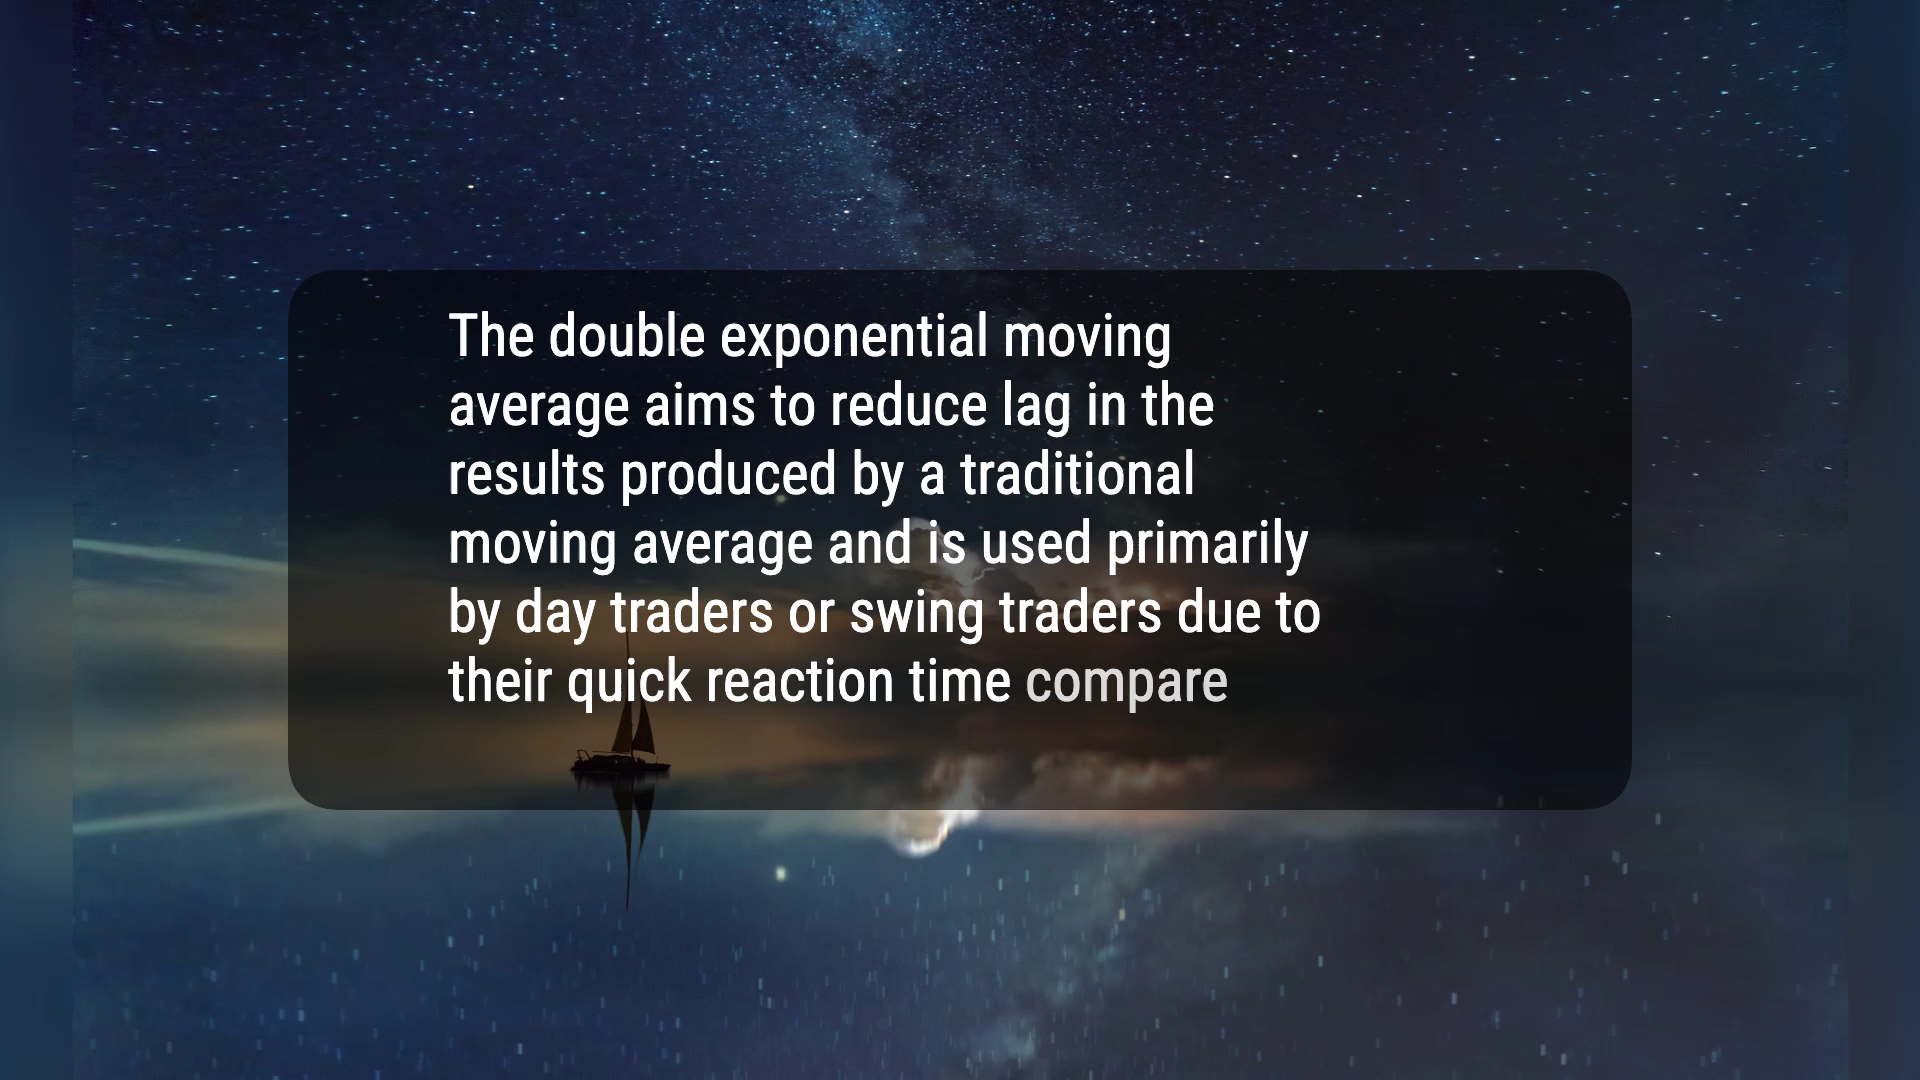 The double exponential moving
average aims to reduce lag in the
results produced by a traditional
moving average and is used primarily
by day traders or swing traders due to
their quick reaction time compare